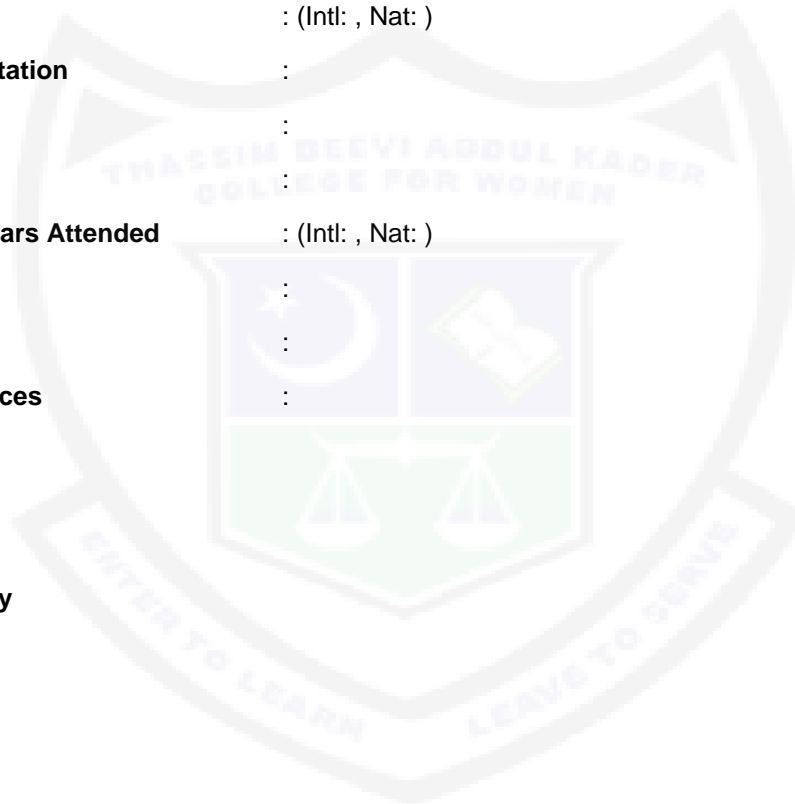 : (Intl: , Nat: )
tation :
:
THASSIM BEEVI ABDUL KADER
COLLEGE FOR WOMEN
:
ars Attended : (Intl: , Nat: )
:
:
ces :
y
ENTER TO LEARN LEAVE TO SERVE